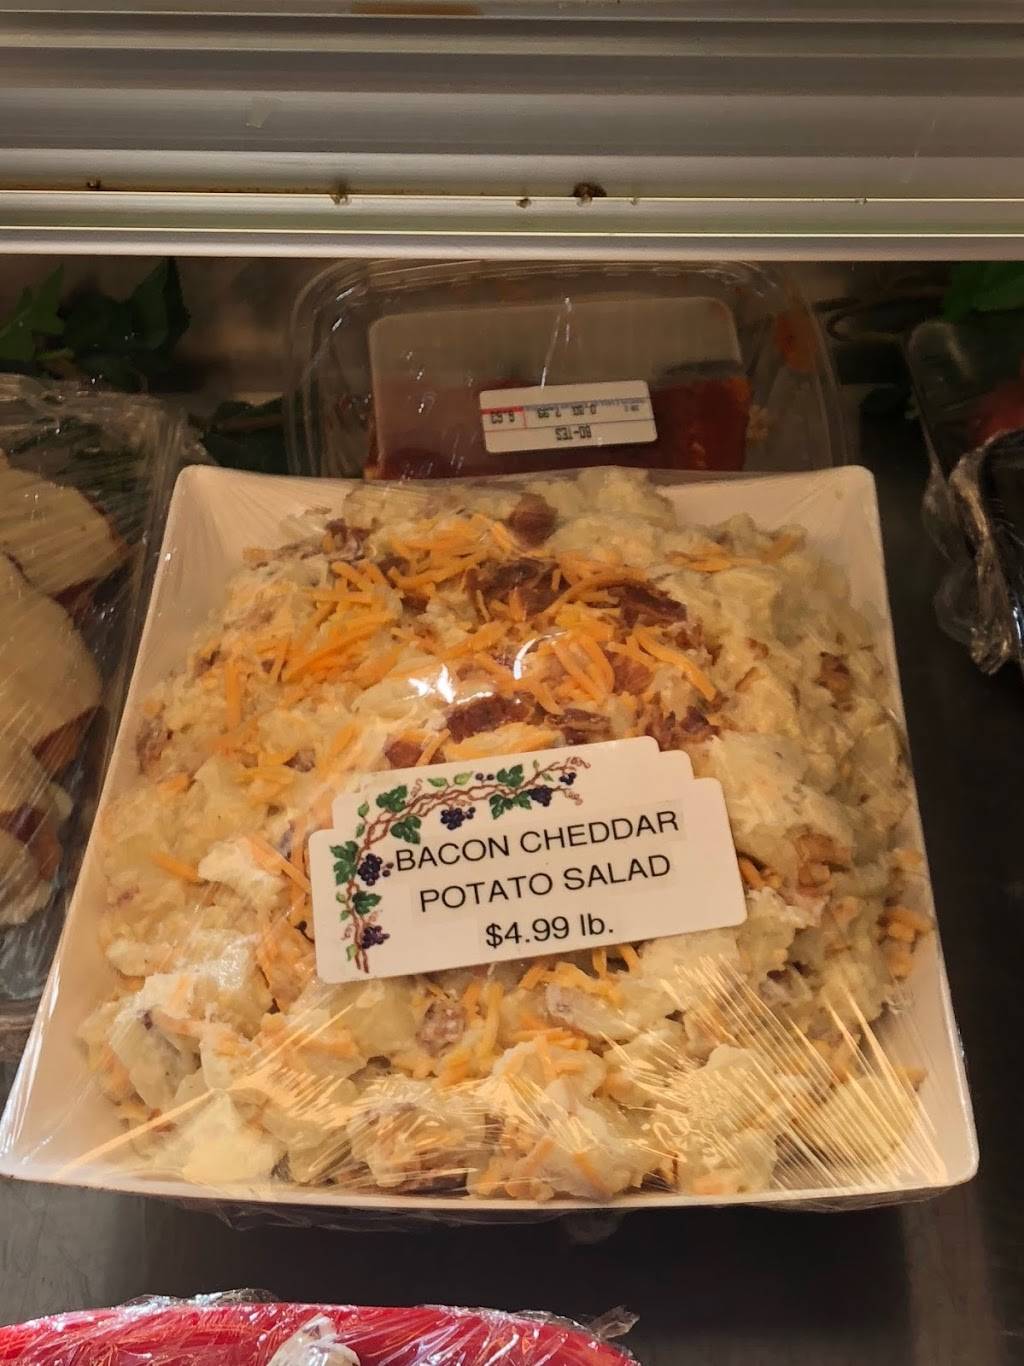 BACON CHEDDAR
POTATO SALAD
$4.99 lb.